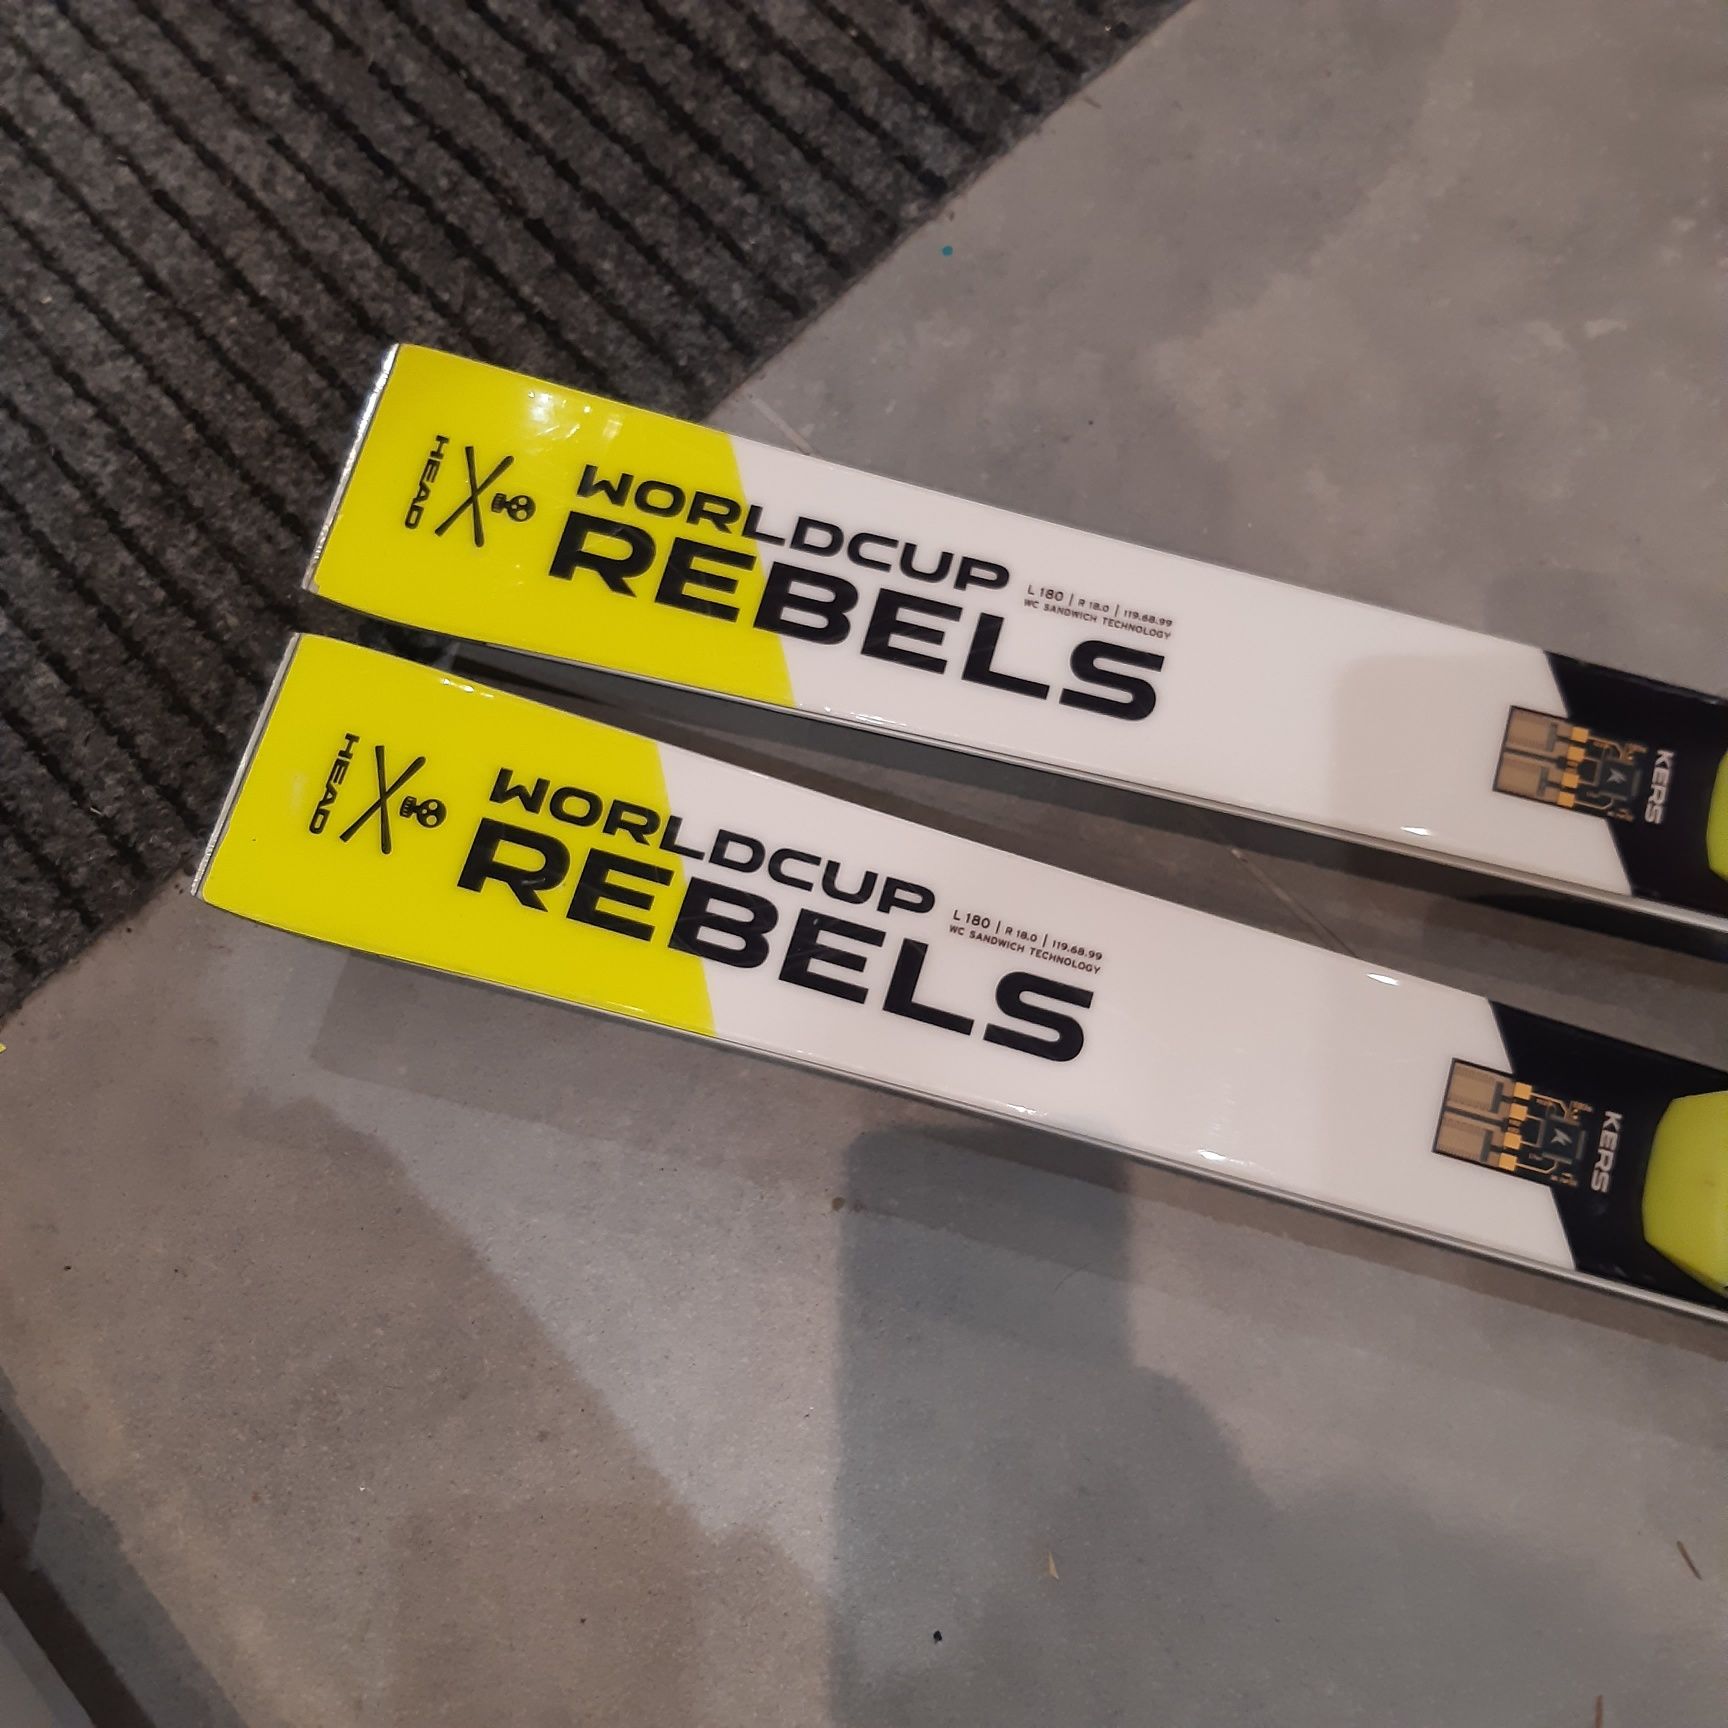 HEAD
WORLDCUP
REBELS
L 180 | R 18.0 | 119.68.99
WC SANDWICH TECHNOLOGY
KERS
HEAD
WORLDCUP
REBELS
L 180 | R 18.0 | 119.68.99
WC SANDWICH TECHNOLOGY
KERS